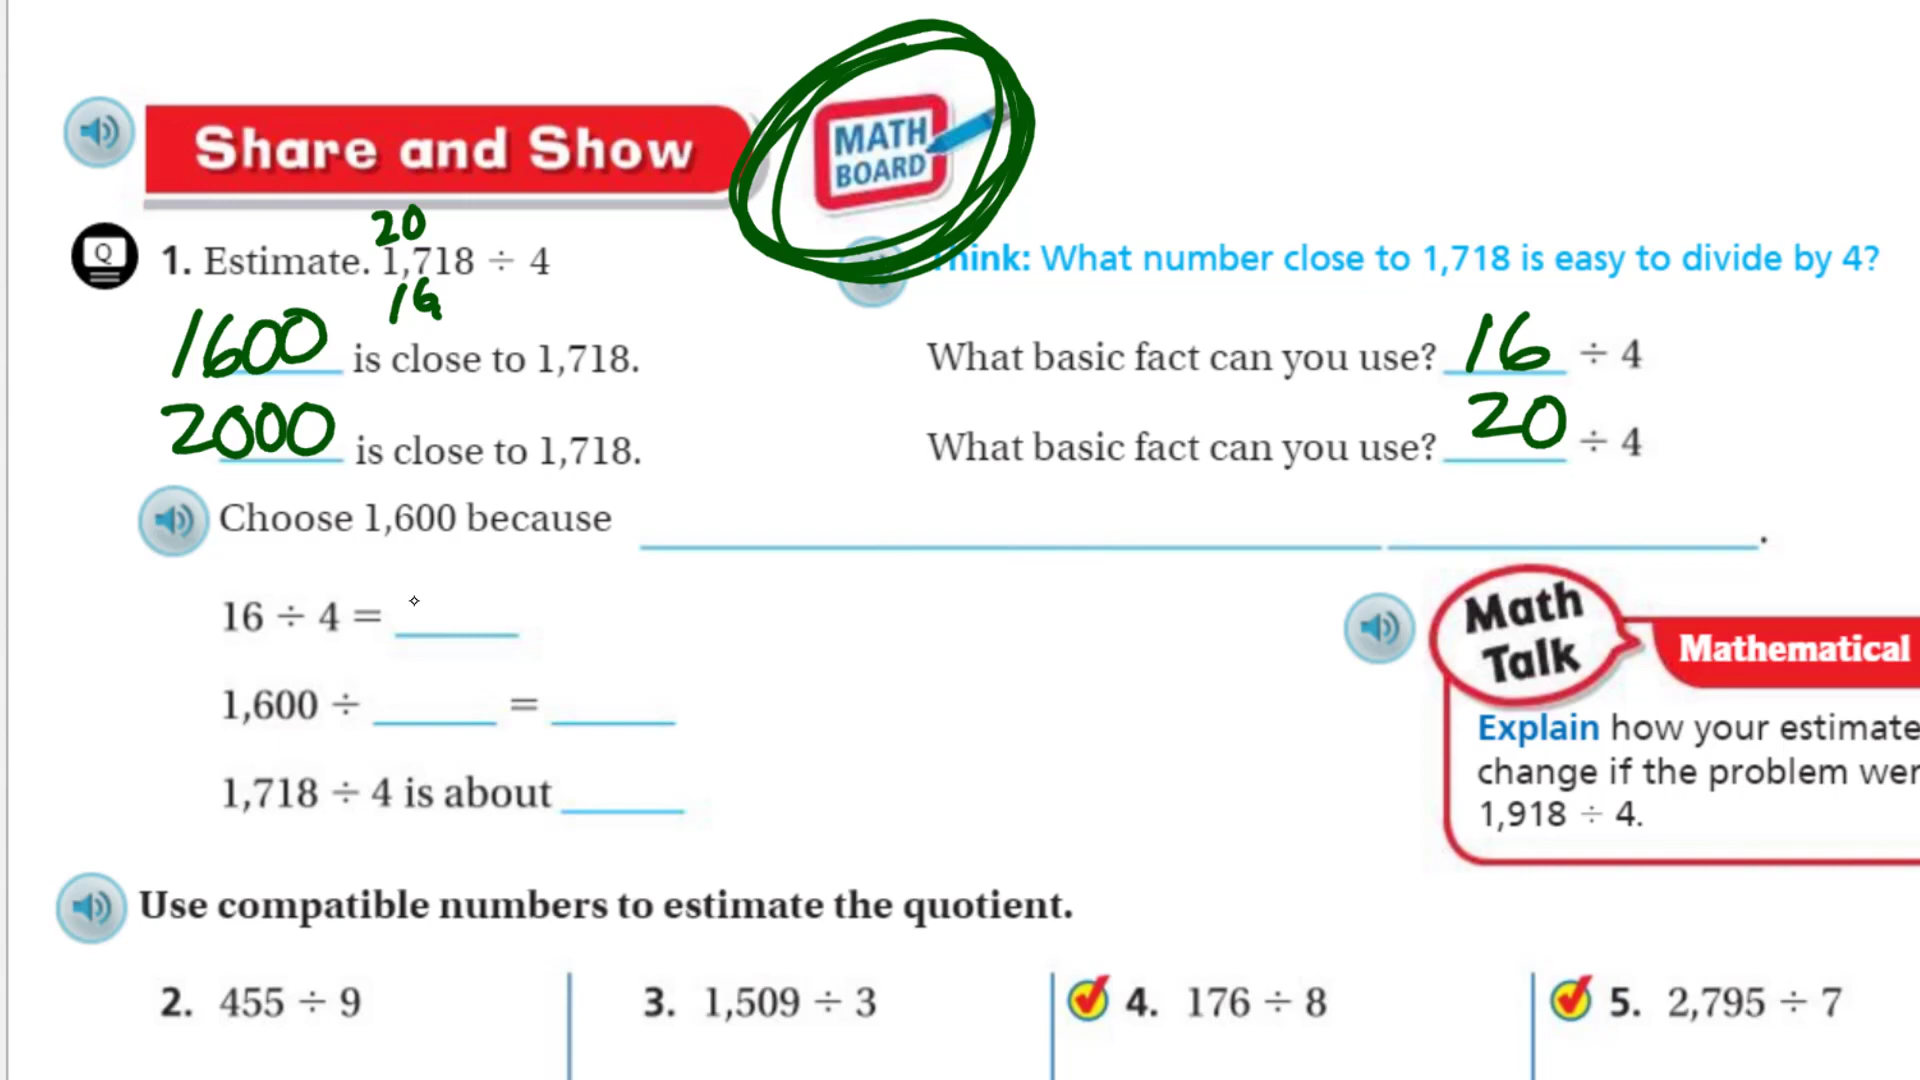 Share and Show
MATH
BOARD
20
1. Estimate. 1,718 ÷ 4
Think: What number close to 1,718 is easy to divide by 4?
16
1600 is close to 1,718.
What basic fact can you use? 16 ÷ 4
2000 is close to 1,718.
What basic fact can you use? 20 ÷ 4
Choose 1,600 because .
16 ÷ 4 =
1,600 ÷ =
1,718 ÷ 4 is about
Math
Talk
Mathematical
Explain how your estimate
change if the problem wer
1,918 ÷ 4.
Use compatible numbers to estimate the quotient.
2. 455 ÷ 9
3. 1,509 ÷ 3
4. 176 ÷ 8
5. 2,795 ÷ 7
Q